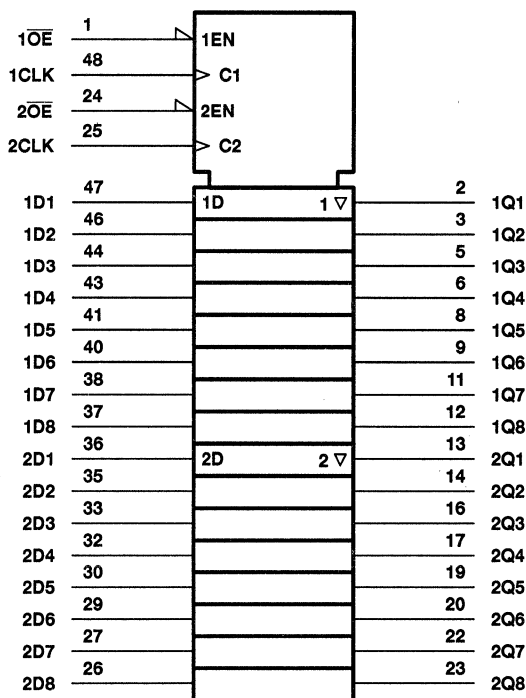 1O̅E̅ 1 1EN
1CLK 48 C1
2O̅E̅ 24 2EN
2CLK 25 C2
1D1 47 1D 1 ▽ 2 1Q1
1D2 46 3 1Q2
1D3 44 5 1Q3
1D4 43 6 1Q4
1D5 41 8 1Q5
1D6 40 9 1Q6
1D7 38 11 1Q7
1D8 37 12 1Q8
2D1 36 2D 2 ▽ 13 2Q1
2D2 35 14 2Q2
2D3 33 16 2Q3
2D4 32 17 2Q4
2D5 30 19 2Q5
2D6 29 20 2Q6
2D7 27 22 2Q7
2D8 26 23 2Q8